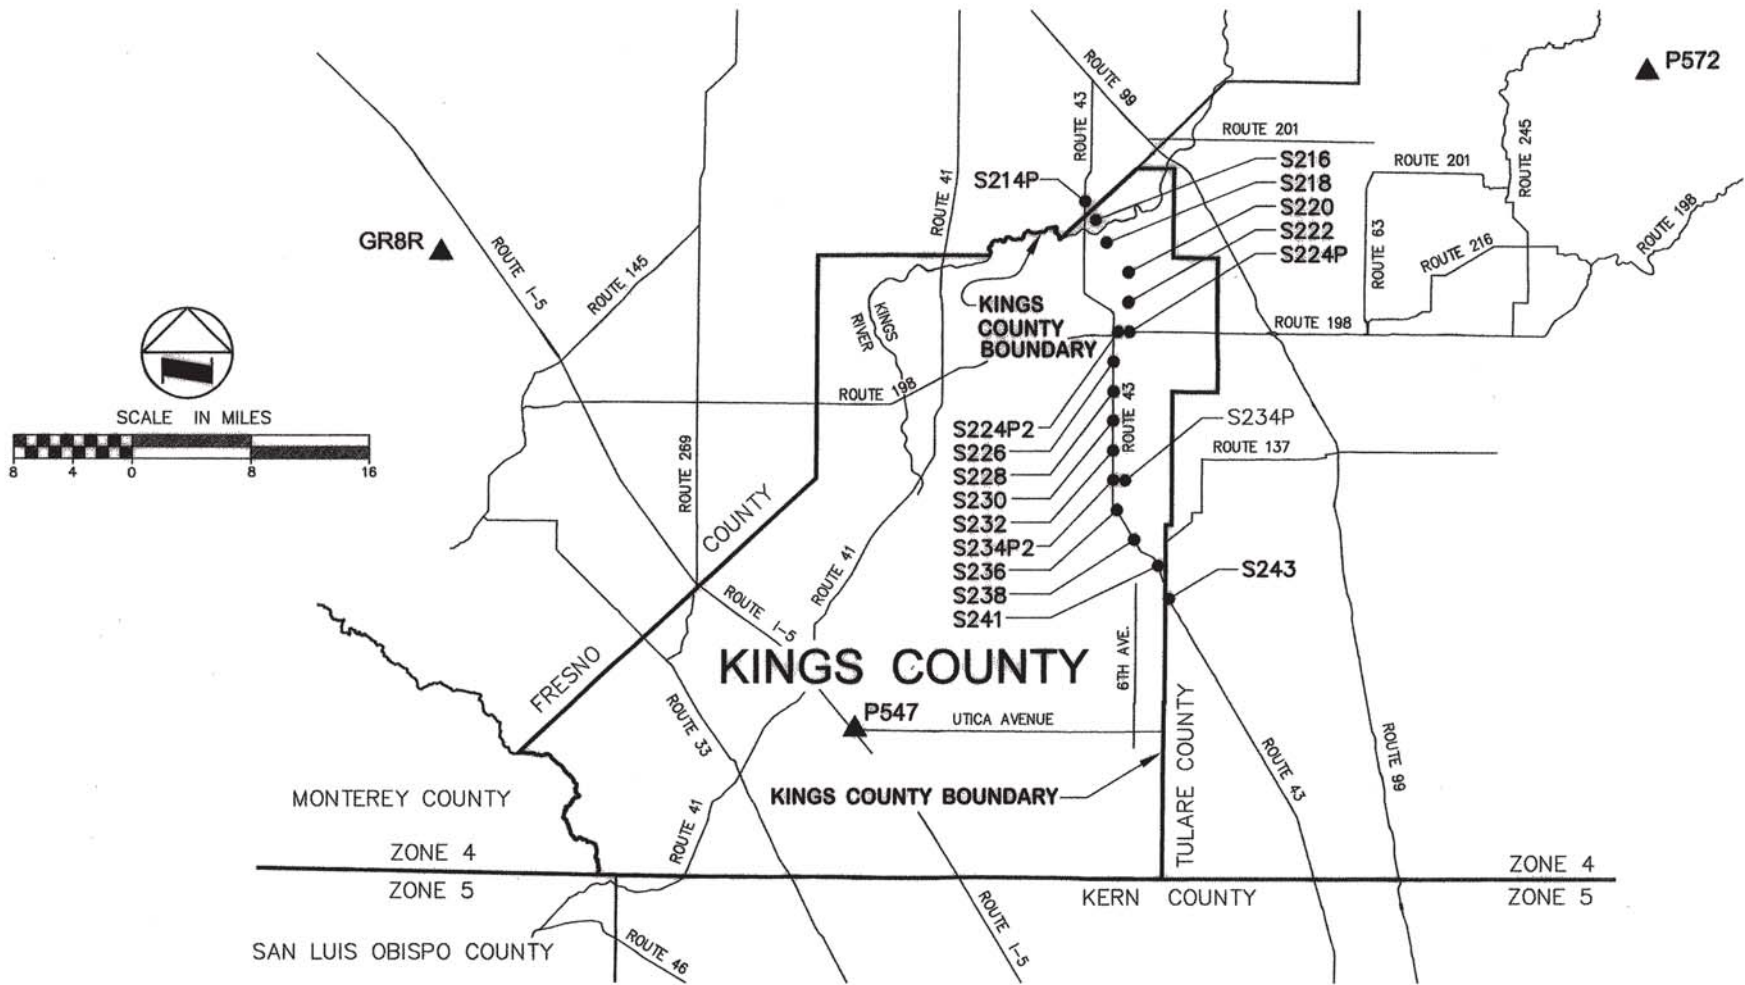 P572
ROUTE 99
ROUTE 43
ROUTE 201
ROUTE 245
ROUTE 201
S216
S218
S220
S222
S224P
S214P
ROUTE 41
ROUTE 63
ROUTE 198
ROUTE 216
GR8R
ROUTE I-5
ROUTE 145
KINGS
RIVER
KINGS
COUNTY
BOUNDARY
ROUTE 198
ROUTE 198
SCALE IN MILES
8 4 0 8 16
ROUTE 43
S234P
ROUTE 137
S224P2
S226
S228
S230
S232
S234P2
S236
S238
S241
S243
ROUTE 269
COUNTY
FRESNO
ROUTE 41
ROUTE I-5
KINGS COUNTY
6TH AVE.
P547
UTICA AVENUE
ROUTE 33
TULARE COUNTY
ROUTE 43
ROUTE 99
KINGS COUNTY BOUNDARY
MONTEREY COUNTY
ROUTE 41
ZONE 4
ZONE 5
ZONE 4
ZONE 5
KERN COUNTY
ROUTE I-5
SAN LUIS OBISPO COUNTY
ROUTE 46